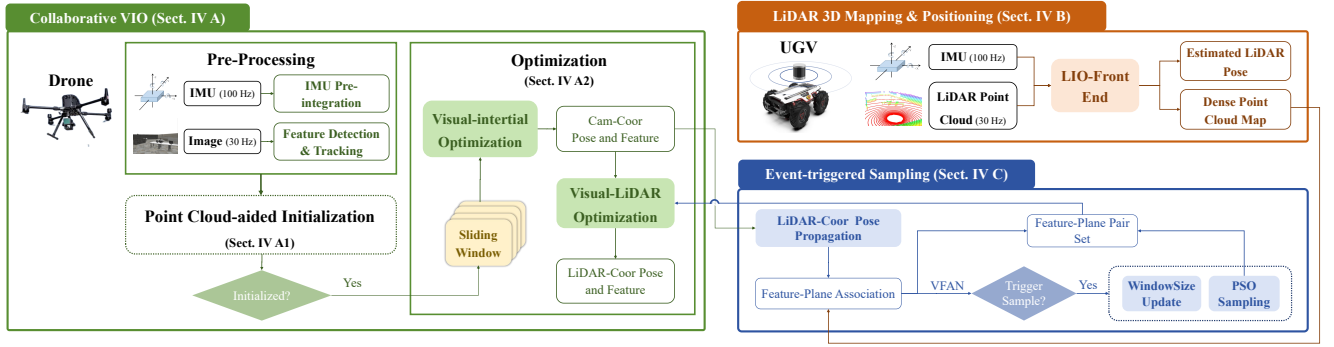 Collaborative VIO (Sect. IV A)
Drone
Pre-Processing
IMU (100 Hz)
IMU Pre-
integration
Image (30 Hz)
Feature Detection
& Tracking
Point Cloud-aided Initialization
(Sect. IV A1)
Initialized?
Yes
Optimization
(Sect. IV A2)
Visual-intertial
Optimization
Cam-Coor
Pose and Feature
Visual-LiDAR
Optimization
Sliding
Window
LiDAR-Coor Pose
and Feature
LiDAR 3D Mapping & Positioning (Sect. IV B)
UGV
IMU (100 Hz)
LiDAR Point
Cloud (30 Hz)
LIO-Front
End
Estimated LiDAR
Pose
Dense Point
Cloud Map
Event-triggered Sampling (Sect. IV C)
LiDAR-Coor Pose
Propagation
Feature-Plane Pair
Set
Feature-Plane Association
VFAN
Trigger
Sample?
Yes
WindowSize
Update
PSO
Sampling